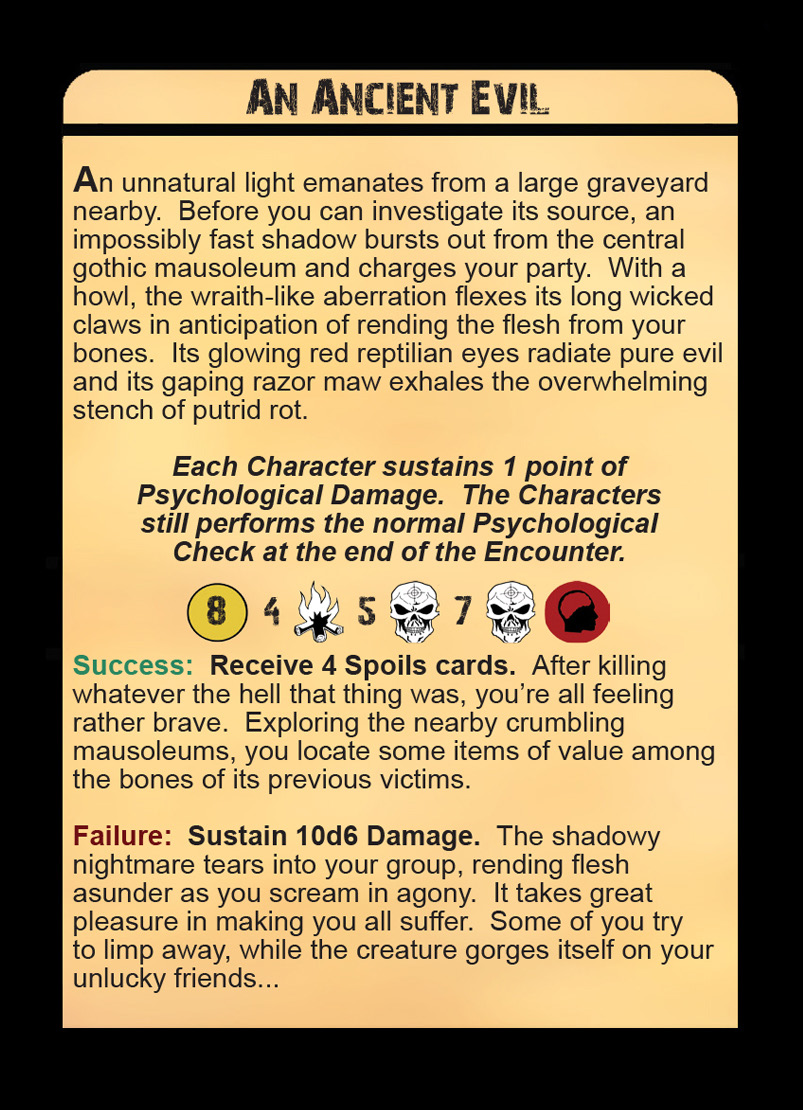 An Ancient Evil
An unnatural light emanates from a large graveyard
nearby.  Before you can investigate its source, an
impossibly fast shadow bursts out from the central
gothic mausoleum and charges your party.  With a
howl, the wraith-like aberration flexes its long wicked
claws in anticipation of rending the flesh from your
bones.  Its glowing red reptilian eyes radiate pure evil
and its gaping razor maw exhales the overwhelming
stench of putrid rot.
Each Character sustains 1 point of
Psychological Damage.  The Characters
still performs the normal Psychological
Check at the end of the Encounter.
8 4 5 7
Success:  Receive 4 Spoils cards.  After killing
whatever the hell that thing was, you're all feeling
rather brave.  Exploring the nearby crumbling
mausoleums, you locate some items of value among
the bones of its previous victims.
Failure:  Sustain 10d6 Damage.  The shadowy
nightmare tears into your group, rending flesh
asunder as you scream in agony.  It takes great
pleasure in making you all suffer.  Some of you try
to limp away, while the creature gorges itself on your
unlucky friends...